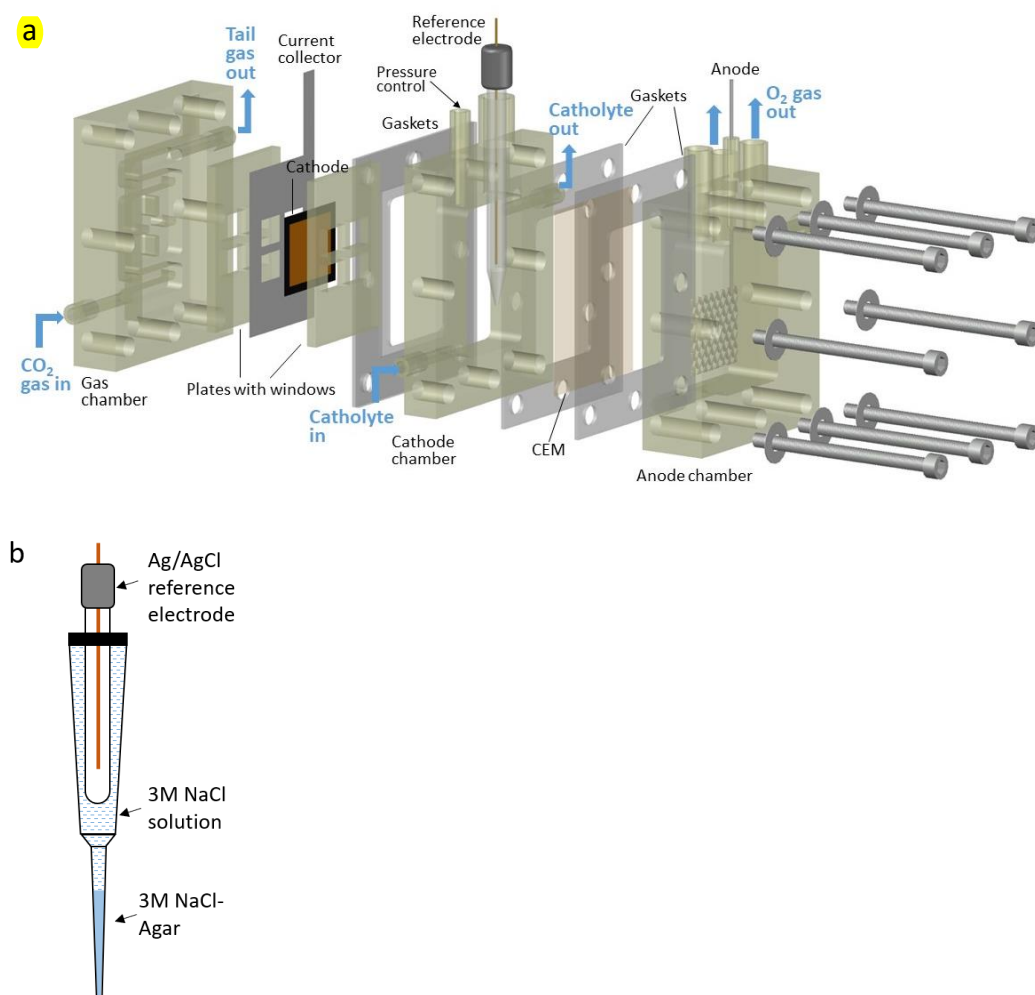 a
Tail
gas
out
Current
collector
Reference
electrode
Pressure
control
Gaskets
Cathode
Catholyte
out
Gaskets
Anode
O₂ gas
out
CO₂
gas in
Gas
chamber
Plates with windows
Catholyte
in
Cathode
chamber
CEM
Anode chamber
b
Ag/AgCl
reference
electrode
3M NaCl
solution
3M NaCl-
Agar